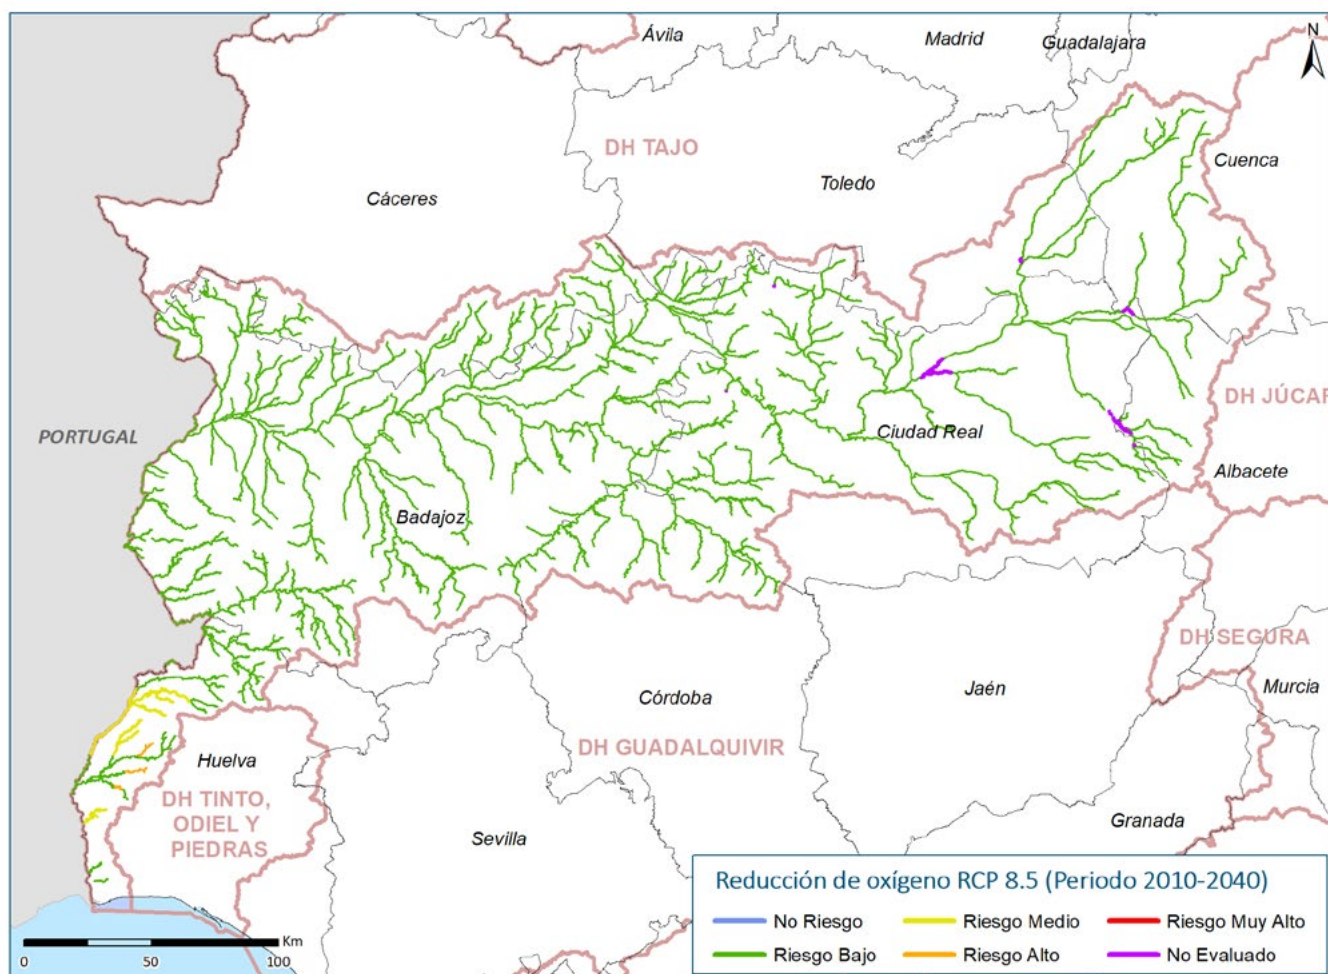 Ávila
Madrid
Guadalajara
N
DH TAJO
Cuenca
Toledo
Cáceres
DH JÚCAR
PORTUGAL
Ciudad Real
Albacete
Badajoz
DH SEGURA
Murcia
Jaén
Córdoba
DH GUADALQUIVIR
Huelva
DH TINTO,
ODIEL Y
PIEDRAS
Granada
Sevilla
Reducción de oxígeno RCP 8.5 (Periodo 2010-2040)
No Riesgo
Riesgo Medio
Riesgo Muy Alto
Riesgo Bajo
Riesgo Alto
No Evaluado
Km
0 50 100